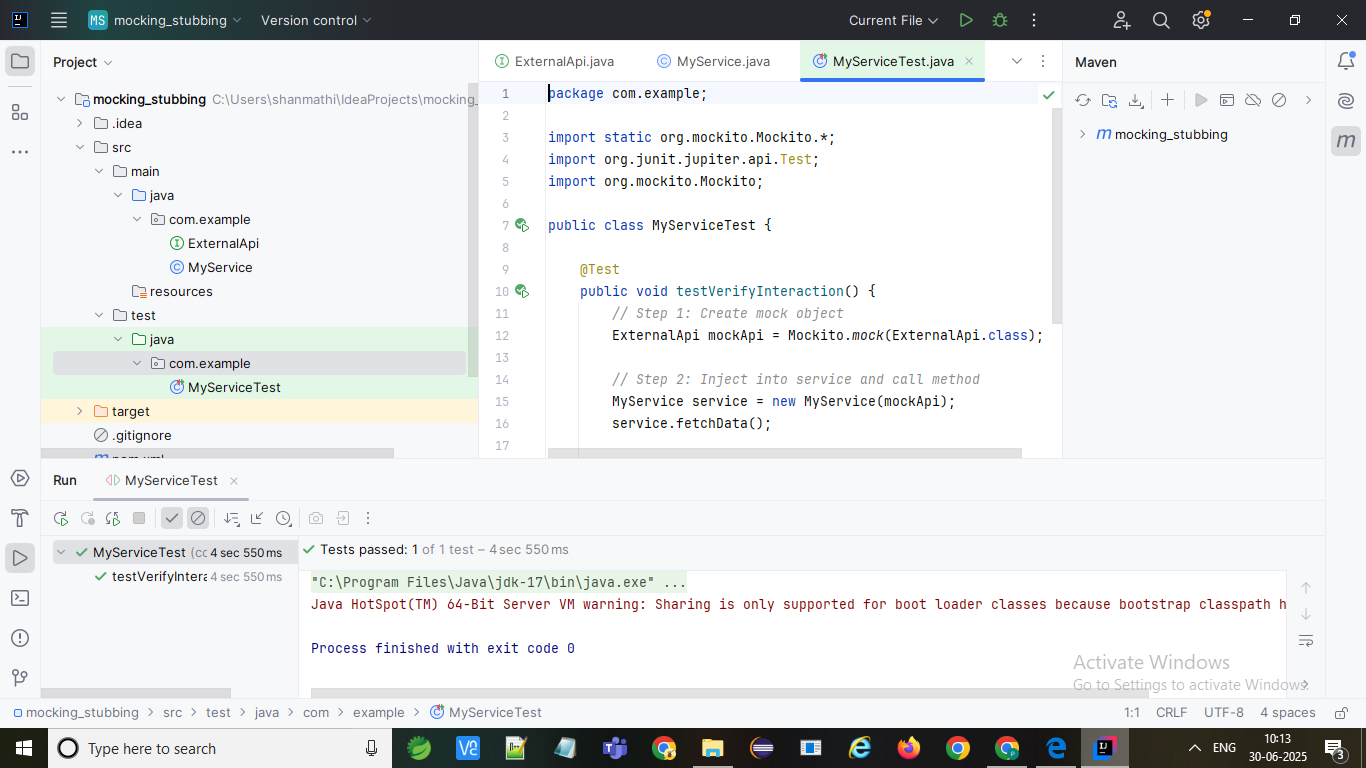 MS mocking_stubbing Version control Current File
Project
mocking_stubbing C:\Users\shanmathi\IdeaProjects\mocking_
.idea
src
main
java
com.example
ExternalApi
MyService
resources
test
java
com.example
MyServiceTest
target
.gitignore
ExternalApi.java MyService.java MyServiceTest.java
1 package com.example;
2
3 import static org.mockito.Mockito.*;
4 import org.junit.jupiter.api.Test;
5 import org.mockito.Mockito;
6
7 public class MyServiceTest {
8
9 @Test
10 public void testVerifyInteraction() {
11 // Step 1: Create mock object
12 ExternalApi mockApi = Mockito.mock(ExternalApi.class);
13
14 // Step 2: Inject into service and call method
15 MyService service = new MyService(mockApi);
16 service.fetchData();
17
Maven
mocking_stubbing
Run MyServiceTest
MyServiceTest (co 4 sec 550 ms
testVerifyIntera 4 sec 550 ms
Tests passed: 1 of 1 test – 4 sec 550 ms
"C:\Program Files\Java\jdk-17\bin\java.exe" ...
Java HotSpot(TM) 64-Bit Server VM warning: Sharing is only supported for boot loader classes because bootstrap classpath h
Process finished with exit code 0
Activate Windows
Go to Settings to activate Windows.
mocking_stubbing > src > test > java > com > example > MyServiceTest
1:1 CRLF UTF-8 4 spaces
Type here to search
ENG
10:13
30-06-2025
3